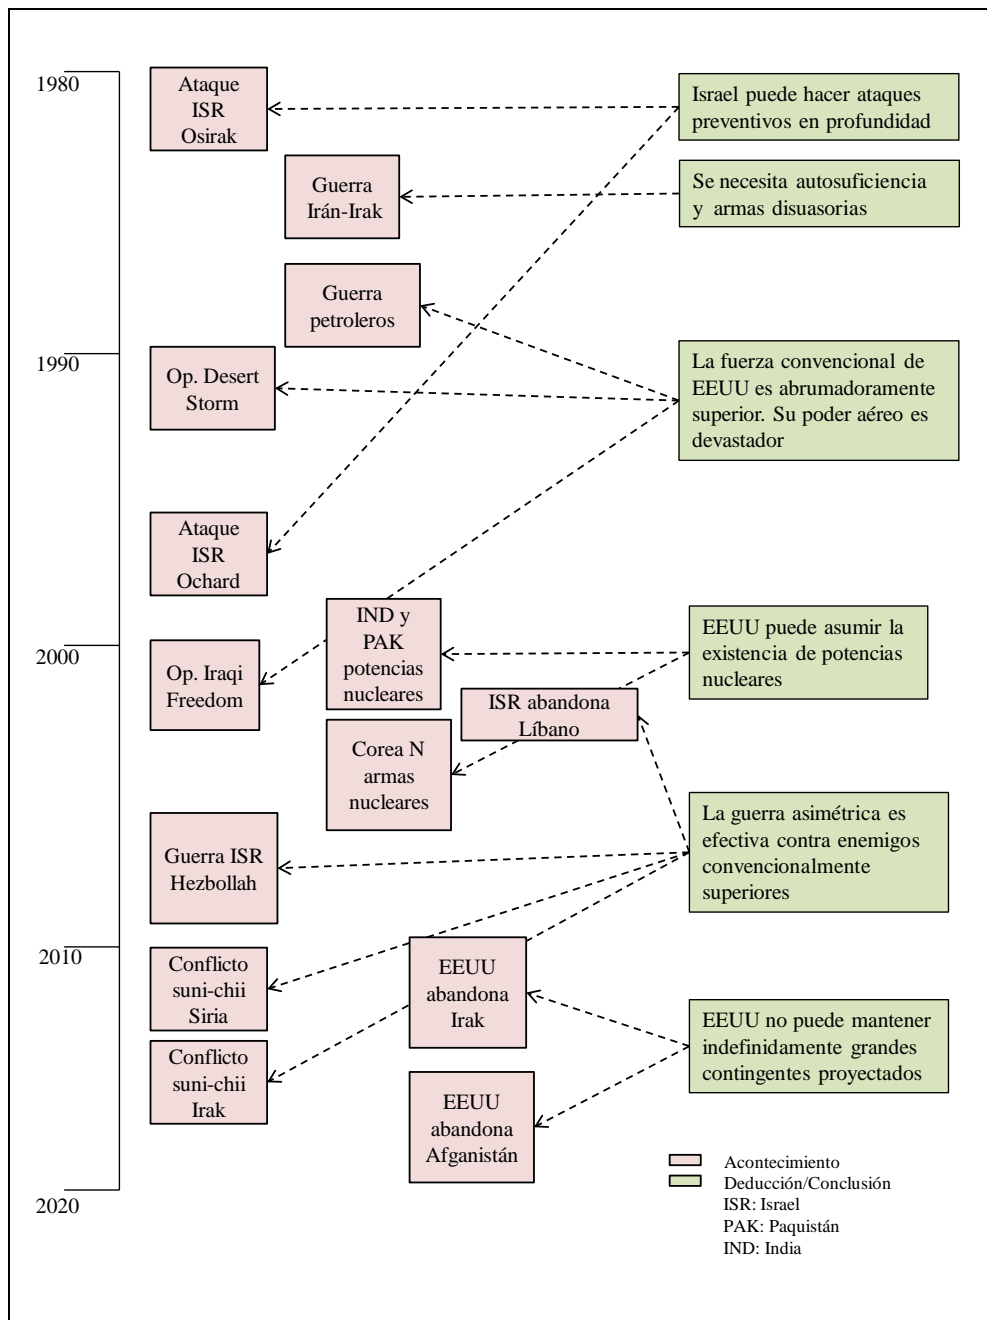 1980
Ataque
ISR
Osirak
Israel puede hacer ataques
preventivos en profundidad
Guerra
Irán-Irak
Se necesita autosuficiencia
y armas disuasorias
Guerra
petroleros
1990
Op. Desert
Storm
La fuerza convencional de
EEUU es abrumadoramente
superior. Su poder aéreo es
devastador
Ataque
ISR
Ochard
IND y
PAK
potencias
nucleares
2000
Op. Iraqi
Freedom
EEUU puede asumir la
existencia de potencias
nucleares
ISR abandona
Líbano
Corea N
armas
nucleares
Guerra ISR
Hezbollah
La guerra asimétrica es
efectiva contra enemigos
convencionalmente
superiores
2010
Conflicto
suni-chii
Siria
EEUU
abandona
Irak
EEUU no puede mantener
indefinidamente grandes
contingentes proyectados
Conflicto
suni-chii
Irak
EEUU
abandona
Afganistán
2020
Acontecimiento
Deducción/Conclusión
ISR: Israel
PAK: Paquistán
IND: India